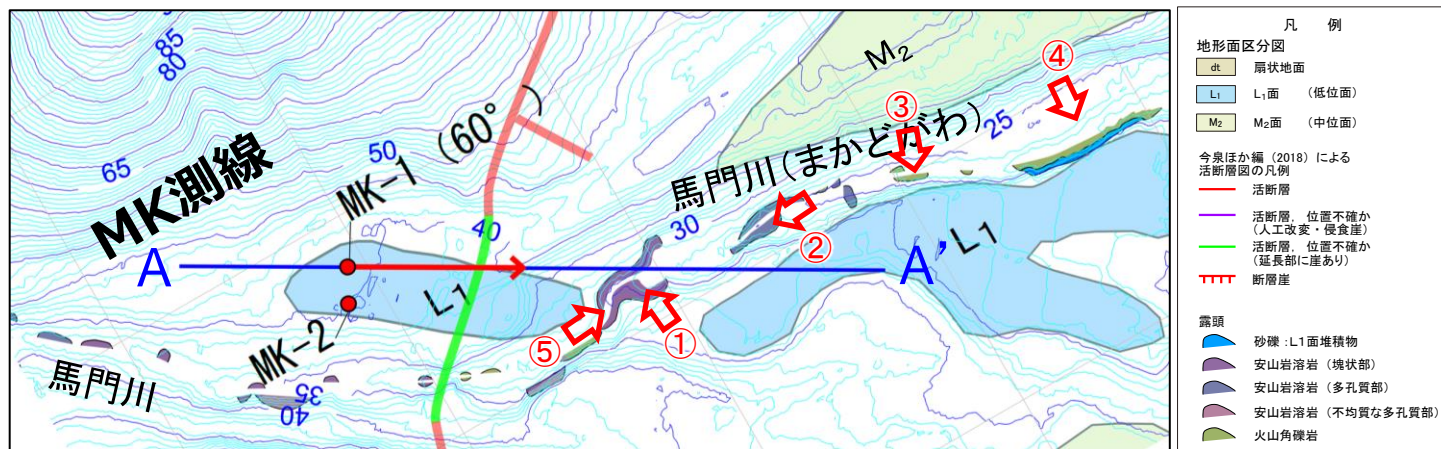 85
80
65
50
MK測線
MK-1 (60°)
M₂
馬門川(まかどがわ)
④
③
25
40
30
②
A
A’
L1
L₁
MK-2
⑤
①
馬門川
35
40
凡 例
地形面区分図
dt 扇状地面
L₁ L₁面 (低位面)
M₂ M₂面 (中位面)
今泉ほか編 (2018) による
活断層図の凡例
活断層
活断層,位置不確か
(人工改変・侵食崖)
活断層,位置不確か
(延長部に崖あり)
断層崖
露頭
砂礫:L1面堆積物
安山岩溶岩 (塊状部)
安山岩溶岩 (多孔質部)
安山岩溶岩 (不均質な多孔質部)
火山角礫岩